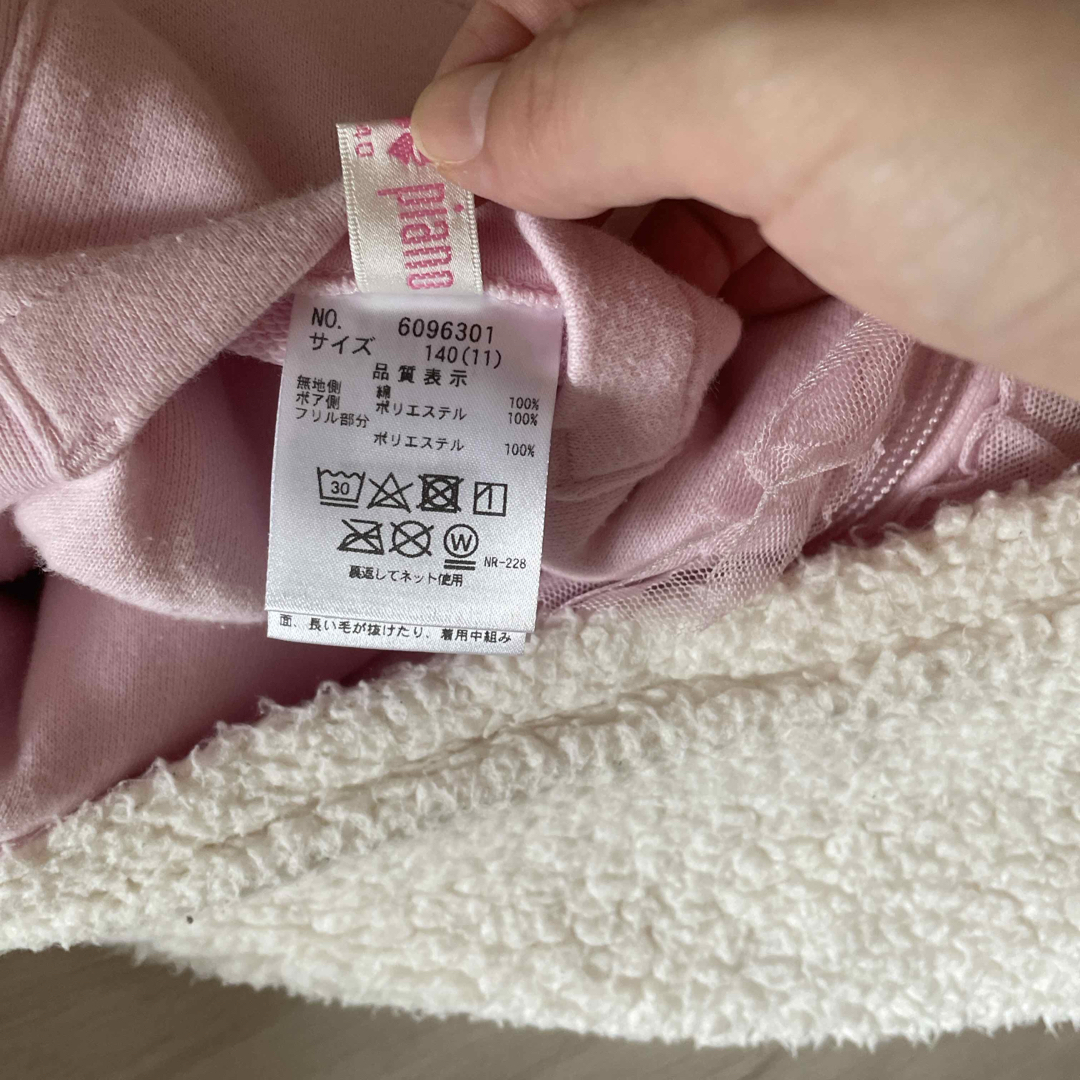 40
piano
NO. 6096301
サイズ 140(11)
品質表示
無地側 綿 100%
ボア側 ポリエステル 100%
フリル部分
ポリエステル 100%
30
W
NR-228
裏返してネット使用
面、長い毛が抜けたり、着用中組み